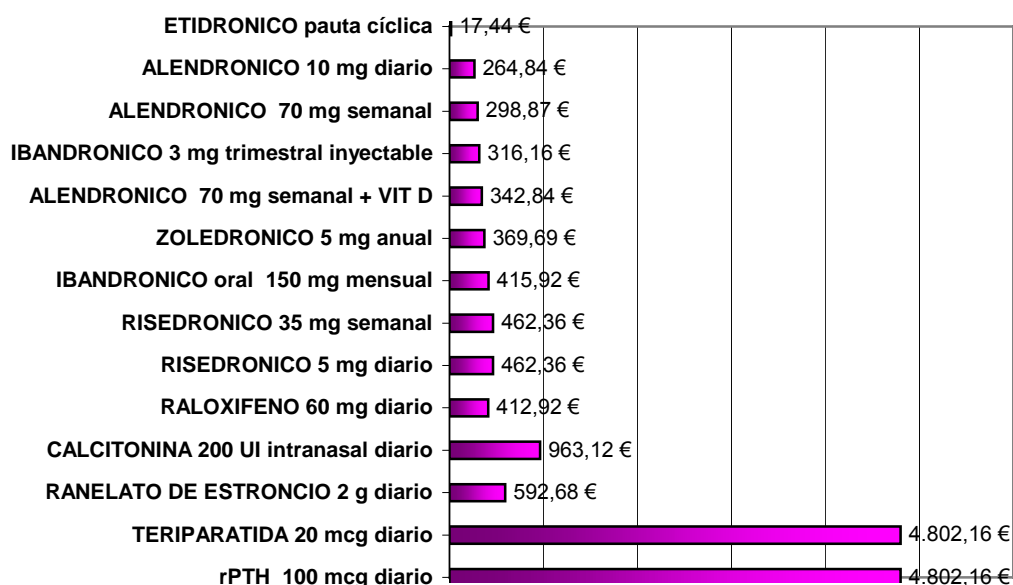 ETIDRONICO pauta cíclica 17,44 €
ALENDRONICO 10 mg diario 264,84 €
ALENDRONICO 70 mg semanal 298,87 €
IBANDRONICO 3 mg trimestral inyectable 316,16 €
ALENDRONICO 70 mg semanal + VIT D 342,84 €
ZOLEDRONICO 5 mg anual 369,69 €
IBANDRONICO oral 150 mg mensual 415,92 €
RISEDRONICO 35 mg semanal 462,36 €
RISEDRONICO 5 mg diario 462,36 €
RALOXIFENO 60 mg diario 412,92 €
CALCITONINA 200 UI intranasal diario 963,12 €
RANELATO DE ESTRONCIO 2 g diario 592,68 €
TERIPARATIDA 20 mcg diario 4.802,16 €
rPTH 100 mcg diario 4.802,16 €